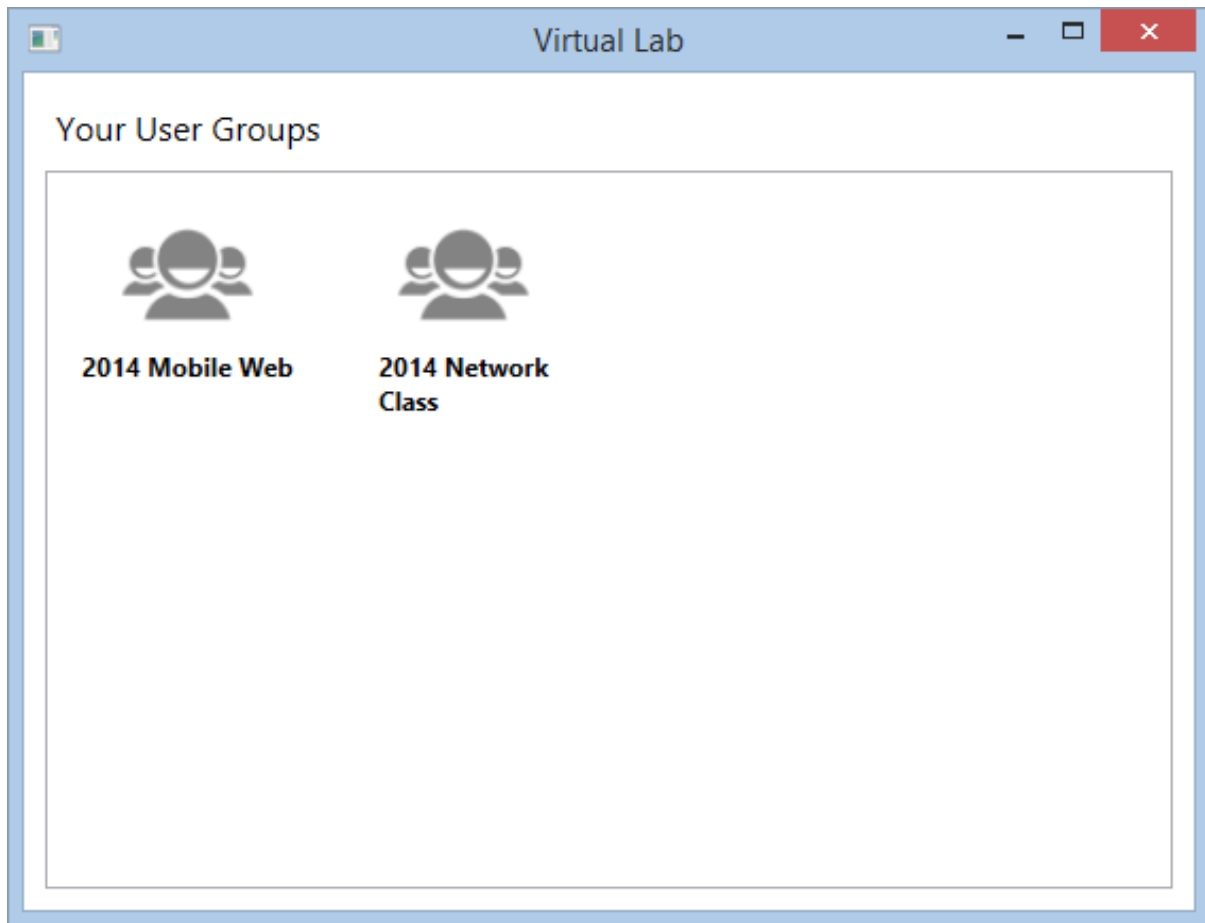 Virtual Lab
Your User Groups
2014 Mobile Web
2014 Network
Class